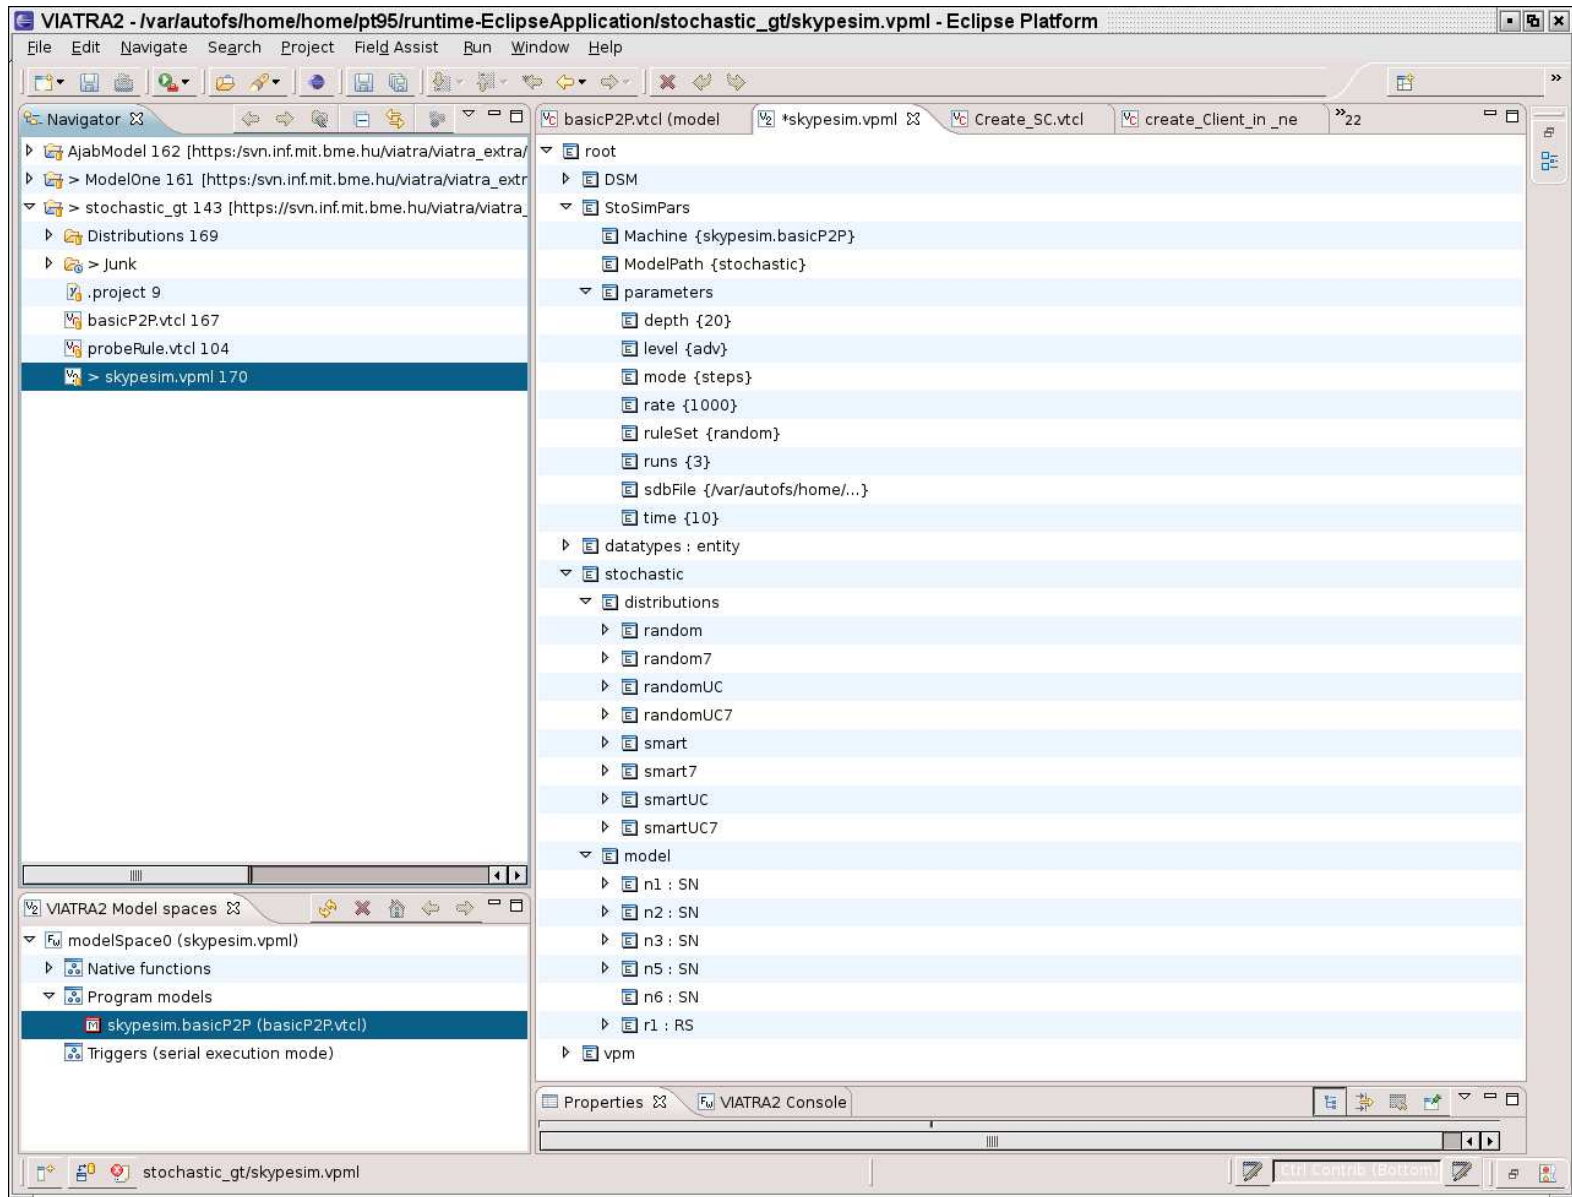 VIATRA2 - /var/autofs/home/home/pt95/runtime-EclipseApplication/stochastic_gt/skypesim.vpml - Eclipse Platform
File Edit Navigate Search Project Field Assist Run Window Help
Navigator
AjabModel 162 [https:/svn.inf.mit.bme.hu/viatra/viatra_extra/
> ModelOne 161 [https:/svn.inf.mit.bme.hu/viatra/viatra_extr
> stochastic_gt 143 [https://svn.inf.mit.bme.hu/viatra/viatra_
Distributions 169
> Junk
.project 9
basicP2P.vtcl 167
probeRule.vtcl 104
> skypesim.vpml 170
VIATRA2 Model spaces
modelSpace0 (skypesim.vpml)
Native functions
Program models
skypesim.basicP2P (basicP2P.vtcl)
Triggers (serial execution mode)
basicP2P.vtcl (model
*skypesim.vpml
Create_SC.vtcl
create_Client_in _ne
»22
root
DSM
StoSimPars
Machine {skypesim.basicP2P}
ModelPath {stochastic}
parameters
depth {20}
level {adv}
mode {steps}
rate {1000}
ruleSet {random}
runs {3}
sdbFile {/var/autofs/home/...}
time {10}
datatypes : entity
stochastic
distributions
random
random7
randomUC
randomUC7
smart
smart7
smartUC
smartUC7
model
n1 : SN
n2 : SN
n3 : SN
n5 : SN
n6 : SN
r1 : RS
vpm
Properties
VIATRA2 Console
stochastic_gt/skypesim.vpml
Ctrl Contrib (Bottom)